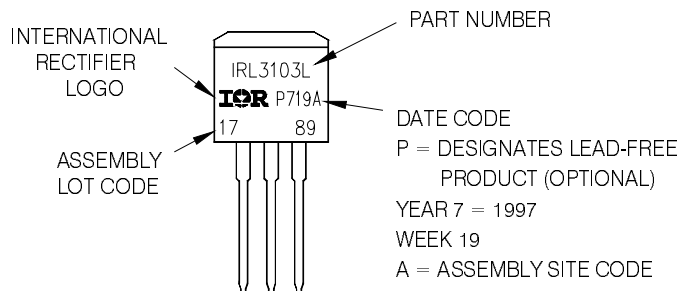 PART NUMBER
INTERNATIONAL
RECTIFIER
LOGO
IRL3103L
IOR P719A
17 89
ASSEMBLY
LOT CODE
DATE CODE
P = DESIGNATES LEAD-FREE
PRODUCT (OPTIONAL)
YEAR 7 = 1997
WEEK 19
A = ASSEMBLY SITE CODE